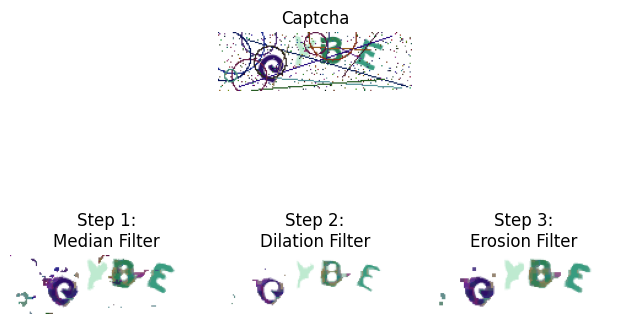 Captcha
Step 1:
Median Filter
Step 2:
Dilation Filter
Step 3:
Erosion Filter